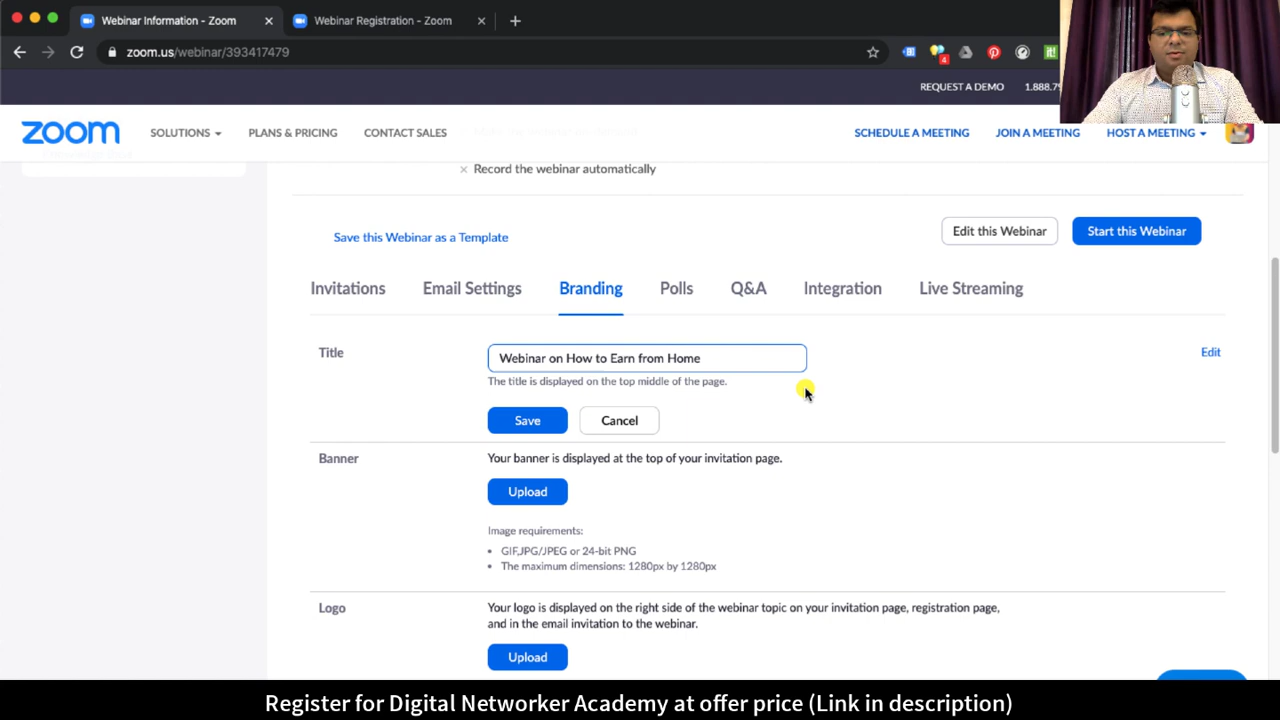 Webinar Information - Zoom
Webinar Registration - Zoom
zoom.us/webinar/393417479
4
it!
REQUEST A DEMO
1.888.79
zoom
SOLUTIONS
PLANS & PRICING
CONTACT SALES
SCHEDULE A MEETING
JOIN A MEETING
HOST A MEETING
× Record the webinar automatically
Save this Webinar as a Template
Edit this Webinar
Start this Webinar
Invitations
Email Settings
Branding
Polls
Q&A
Integration
Live Streaming
Title
Webinar on How to Earn from Home
Edit
The title is displayed on the top middle of the page.
Save
Cancel
Banner
Your banner is displayed at the top of your invitation page.
Upload
Image requirements:
• GIF,JPG/JPEG or 24-bit PNG
• The maximum dimensions: 1280px by 1280px
Logo
Your logo is displayed on the right side of the webinar topic on your invitation page, registration page,
and in the email invitation to the webinar.
Upload
Register for Digital Networker Academy at offer price (Link in description)